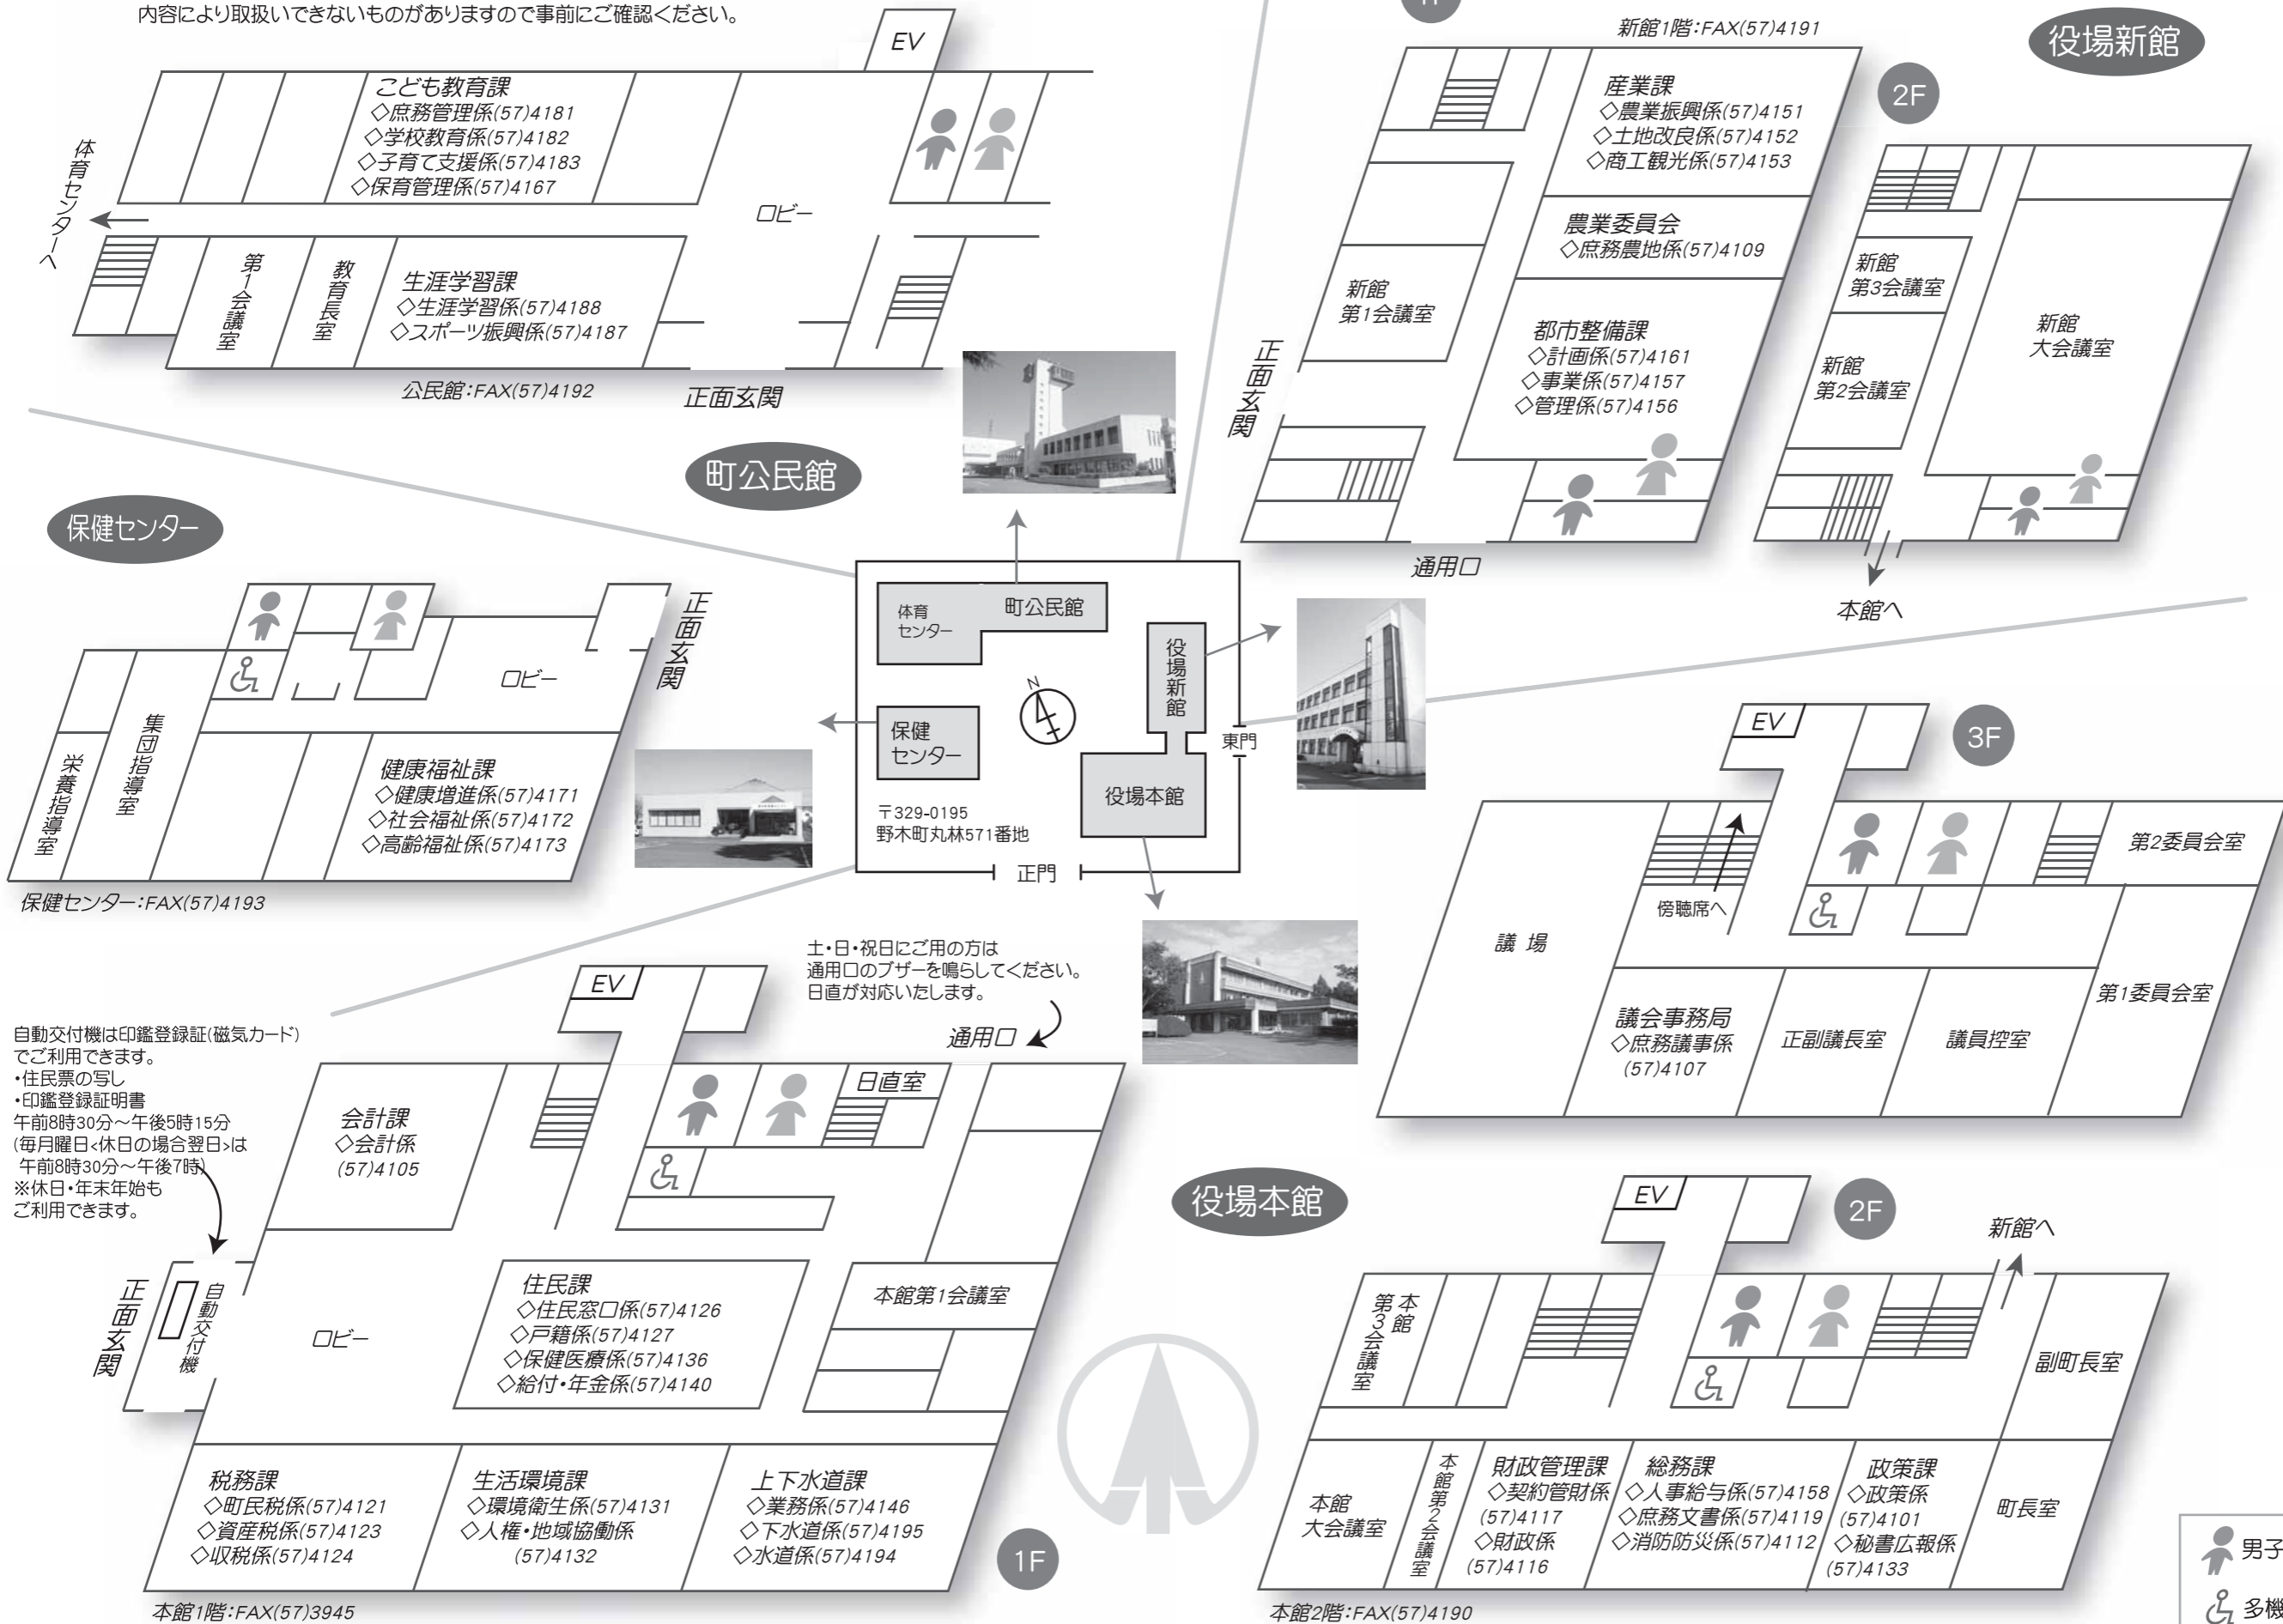 内容により取扱いできないものがありますので事前にご確認ください。
EV
こども教育課
◇庶務管理係(57)4181
◇学校教育係(57)4182
◇子育て支援係(57)4183
◇保育管理係(57)4167
体育センターへ
ロビー
第1会議室
教育長室
生涯学習課
◇生涯学習係(57)4188
◇スポーツ振興係(57)4187
公民館:FAX(57)4192
正面玄関
町公民館
新館1階:FAX(57)4191
役場新館
産業課
◇農業振興係(57)4151
◇土地改良係(57)4152
◇商工観光係(57)4153
農業委員会
◇庶務農地係(57)4109
新館
第1会議室
都市整備課
◇計画係(57)4161
◇事業係(57)4157
◇管理係(57)4156
正面玄関
通用口
2F
新館
第3会議室
新館
大会議室
新館
第2会議室
本館へ
保健センター
正面玄関
ロビー
集団指導室
栄養指導室
健康福祉課
◇健康増進係(57)4171
◇社会福祉係(57)4172
◇高齢福祉係(57)4173
保健センター:FAX(57)4193
体育
センター
町公民館
役場新館
N
保健
センター
東門
役場本館
〒329-0195
野木町丸林571番地
正門
3F
EV
第2委員会室
傍聴席へ
議場
第1委員会室
議会事務局
◇庶務議事係
(57)4107
正副議長室
議員控室
土・日・祝日にご用の方は
通用口のブザーを鳴らしてください。
日直が対応いたします。
通用口
EV
日直室
自動交付機は印鑑登録証(磁気カード)
でご利用できます。
・住民票の写し
・印鑑登録証明書
午前8時30分〜午後5時15分
(毎月曜日<休日の場合翌日>は
午前8時30分〜午後7時)
※休日・年末年始も
ご利用できます。
会計課
◇会計係
(57)4105
正面玄関
自動交付機
ロビー
住民課
◇住民窓口係(57)4126
◇戸籍係(57)4127
◇保健医療係(57)4136
◇給付・年金係(57)4140
本館第1会議室
税務課
◇町民税係(57)4121
◇資産税係(57)4123
◇収税係(57)4124
生活環境課
◇環境衛生係(57)4131
◇人権・地域協働係
(57)4132
上下水道課
◇業務係(57)4146
◇下水道係(57)4195
◇水道係(57)4194
1F
本館1階:FAX(57)3945
役場本館
EV
2F
新館へ
本館
第3会議室
副町長室
本館
大会議室
本館第2会議室
財政管理課
◇契約管財係
(57)4117
◇財政係
(57)4116
総務課
◇人事給与係(57)4158
◇庶務文書係(57)4119
◇消防防災係(57)4112
政策課
◇政策係
(57)4101
◇秘書広報係
(57)4133
町長室
本館2階:FAX(57)4190
男子
多機